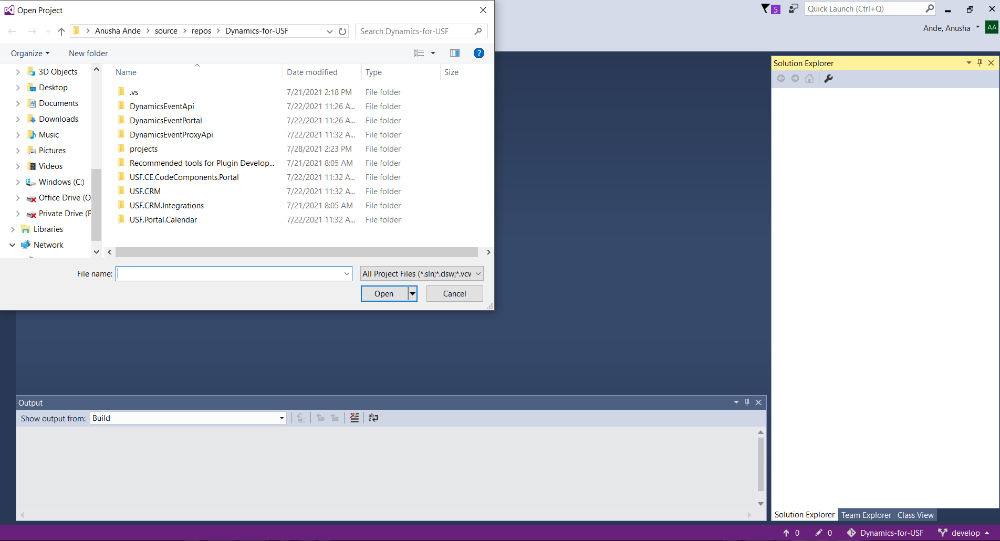 Open Project
5
Quick Launch (Ctrl+Q)
Ande, Anusha
AA
Anusha Ande
source
repos
Dynamics-for-USF
Search Dynamics-for-USF
Organize
New folder
?
Name
Date modified
Type
Size
3D Objects
Desktop
Documents
Downloads
Music
Pictures
Videos
Windows (C:)
Office Drive (O
Private Drive (P
Libraries
Network
.vs 7/21/2021 2:18 PM File folder
DynamicsEventApi 7/22/2021 11:26 A... File folder
DynamicsEventPortal 7/22/2021 11:26 A... File folder
DynamicsEventProxyApi 7/22/2021 11:32 A... File folder
projects 7/28/2021 2:23 PM File folder
Recommended tools for Plugin Develop... 7/21/2021 8:05 AM File folder
USF.CE.CodeComponents.Portal 7/22/2021 11:32 A... File folder
USF.CRM 7/22/2021 11:32 A... File folder
USF.CRM.Integrations 7/21/2021 8:05 AM File folder
USF.Portal.Calendar 7/22/2021 11:32 A... File folder
File name:
All Project Files (*.sln;*.dsw;*.vcw
Open
Cancel
Solution Explorer
Output
Show output from: Build
Solution Explorer
Team Explorer
Class View
0
0
Dynamics-for-USF
develop